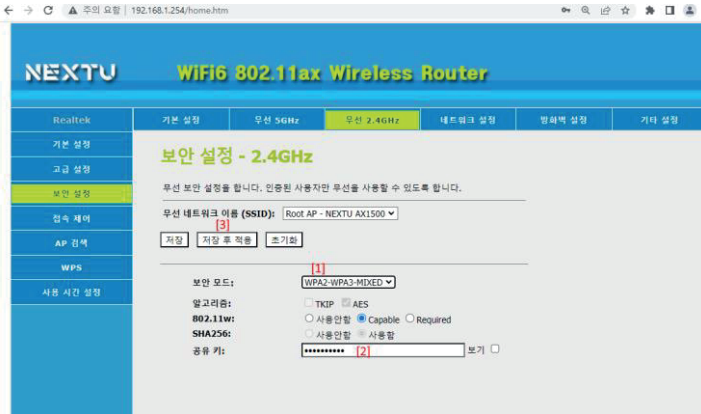 주의 요함 | 192.168.1.254/home.htm
NEXTU WiFi6 802.11ax Wireless Router
Realtek 기본 설정 무선 5GHz 무선 2.4GHz 네트워크 설정 방화벽 설정 기타 설정
기본 설정
고급 설정
보안 설정
접속 제어
AP 검색
WPS
사용 시간 설정
보안 설정 - 2.4GHz
무선 보안 설정을 합니다. 인증된 사용자만 무선을 사용할 수 있도록 합니다.
무선 네트워크 이름 (SSID): Root AP - NEXTU AX1500
[3]
저장 저장 후 적용 초기화
[1]
보안 모드: WPA2-WPA3-MIXED
알고리즘: TKIP AES
802.11w: 사용안함 Capable Required
SHA256: 사용안함 사용함
공유 키: •••••••••• [2] 보기